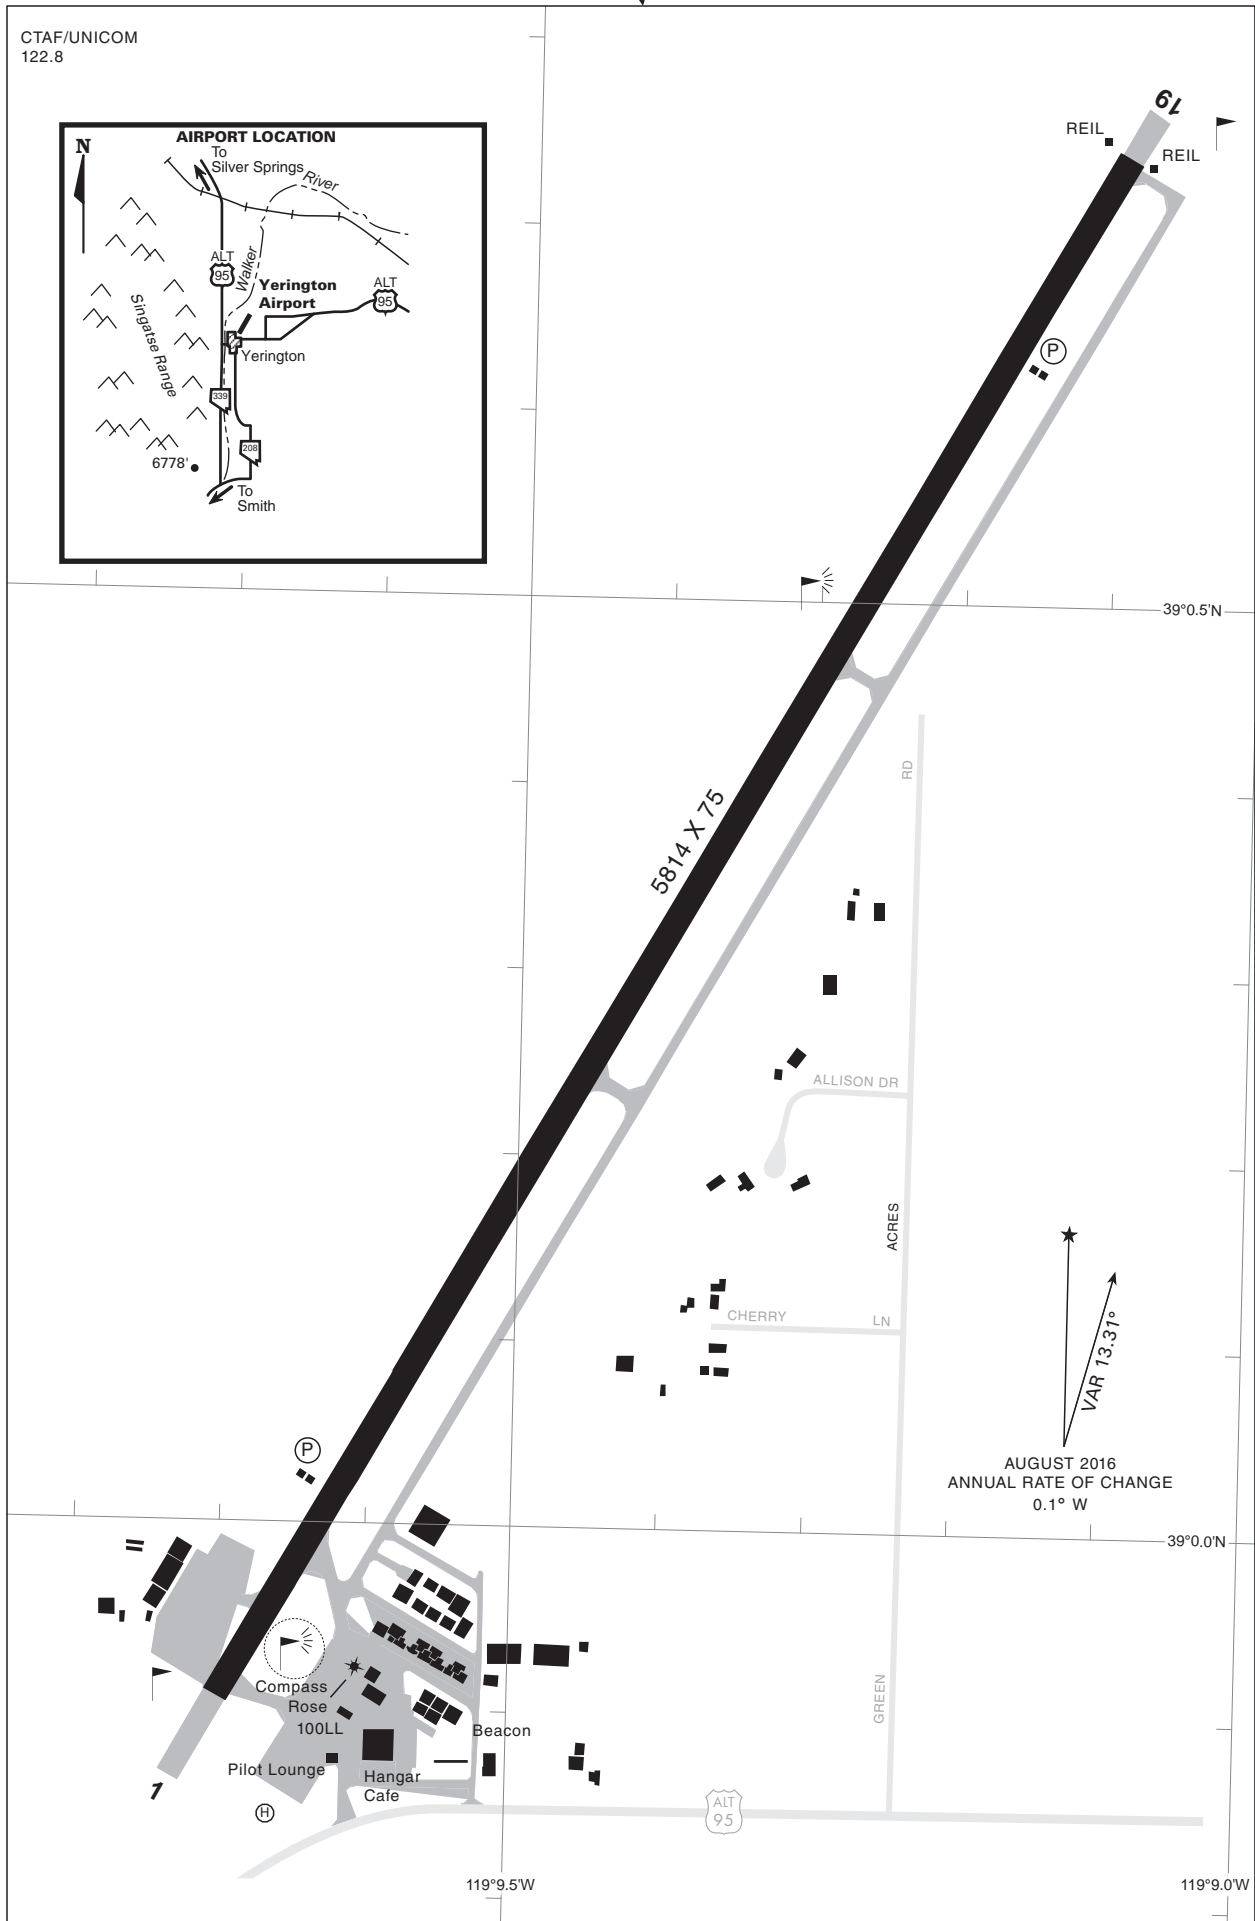 CTAF/UNICOM
122.8
AIRPORT LOCATION
N
To
Silver Springs
River
ALT
95
Walker
Yerington
Airport
ALT
95
Singatse Range
Yerington
339
208
6778'
To
Smith
19
REIL
REIL
P
39°0.5'N
5814 X 75
RD
ALLISON DR
ACRES
CHERRY LN
VAR 13.31°
AUGUST 2016
ANNUAL RATE OF CHANGE
0.1° W
P
39°0.0'N
Compass
Rose
100LL
GREEN
Beacon
Pilot Lounge
Hangar
Cafe
1
H
ALT
95
119°9.5'W
119°9.0'W